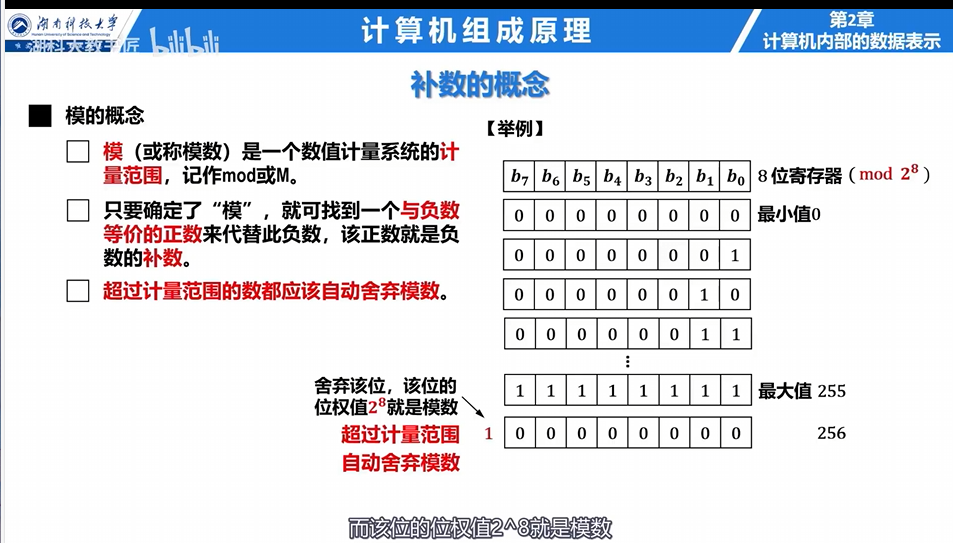 湖南科技大学
Hunan University of Science and Technology
湖科大教书匠 bilibili
计算机组成原理
第2章
计算机内部的数据表示
补数的概念
模的概念
模（或称模数）是一个数值计量系统的计
量范围，记作mod或M。
只要确定了“模”，就可找到一个与负数
等价的正数来代替此负数，该正数就是负
数的补数。
超过计量范围的数都应该自动舍弃模数。
【举例】
b7 b6 b5 b4 b3 b2 b1 b0 8 位寄存器（mod 2^8）
0 0 0 0 0 0 0 0 最小值0
0 0 0 0 0 0 0 1
0 0 0 0 0 0 1 0
0 0 0 0 0 0 1 1
⋮
1 1 1 1 1 1 1 1 最大值 255
舍弃该位，该位的
位权值2^8就是模数
超过计量范围 1 0 0 0 0 0 0 0 0 256
自动舍弃模数
而该位的位权值2^8就是模数